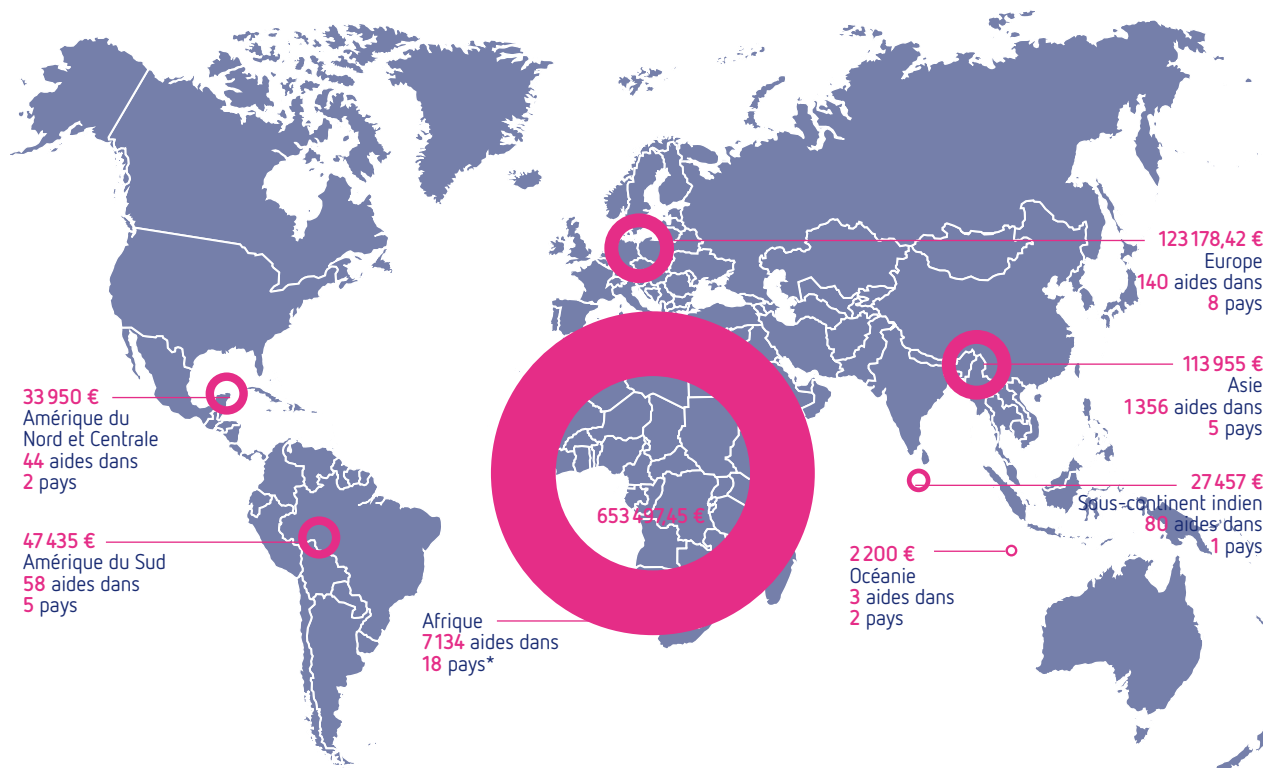 123 178,42 €
Europe
140 aides dans
8 pays
113 955 €
Asie
1 356 aides dans
5 pays
33 950 €
Amérique du
Nord et Centrale
44 aides dans
2 pays
27 457 €
Sous-continent indien
80 aides dans
1 pays
653 497,45 €
47 435 €
Amérique du Sud
58 aides dans
5 pays
2 200 €
Océanie
3 aides dans
2 pays
Afrique
7 134 aides dans
18 pays*